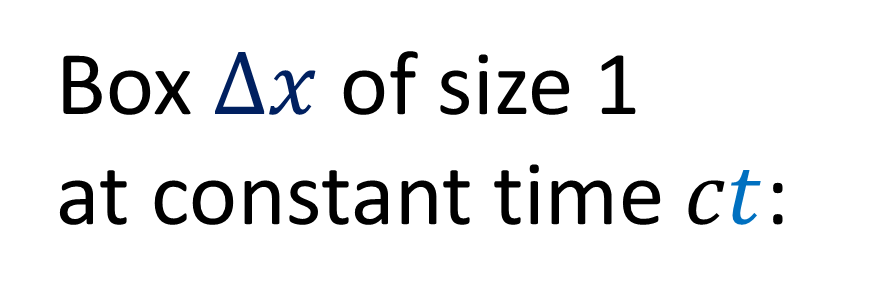 Box Δ𝑥 of size 1
at constant time 𝑐𝑡: